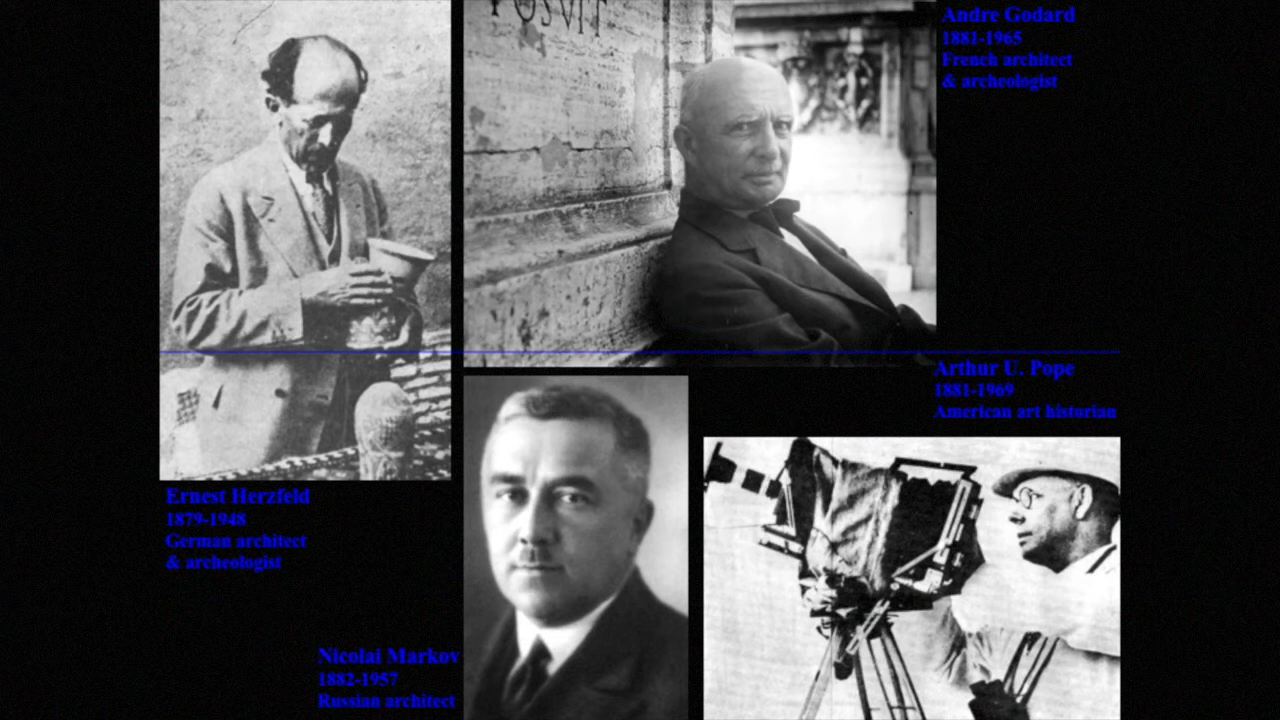 POSVIT
Andre Godard
1881-1965
French architect
& archeologist
Arthur U. Pope
1881-1969
American art historian
Ernest Herzfeld
1879-1948
German architect
& archeologist
Nicolai Markov
1882-1957
Russian architect